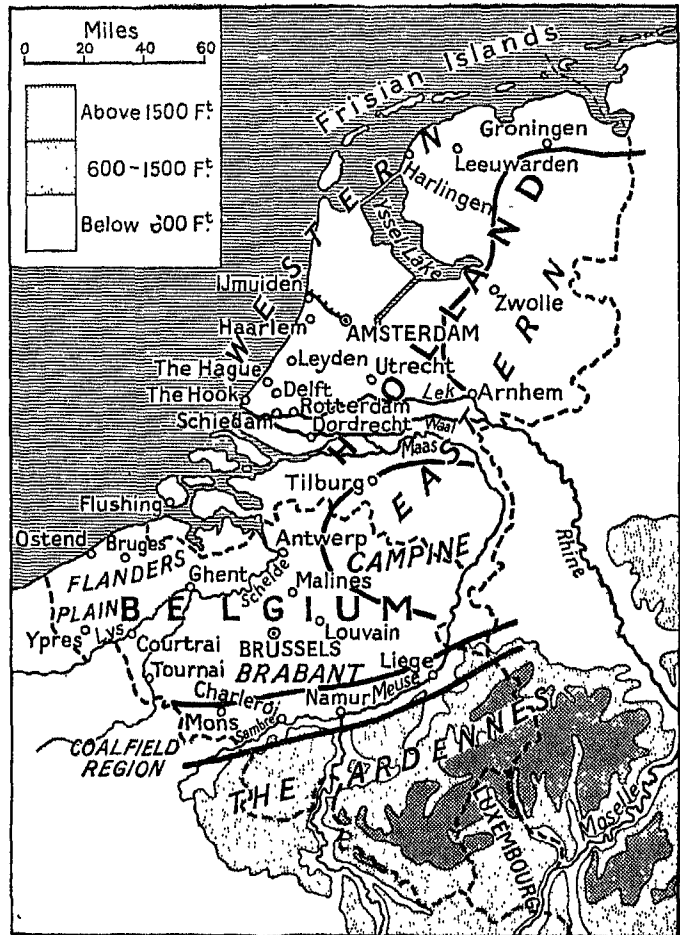 Miles
0 20 40 60
Above 1500 Ft.
600-1500 Ft.
Below 600 Ft.
Frisian Islands
Groningen
Leeuwarden
Harlingen
WESTERN
HOLLAND
EASTERN
Yssel Lake
IJmuiden
Zwolle
Haarlem
AMSTERDAM
Leyden
The Hague
Utrecht
The Hook
Delft
Lek
Arnhem
Schiedam
Rotterdam
Waal
Dordrecht
Maas
Tilburg
Flushing
Rhine
Ostend
Bruges
Antwerp
CAMPINE
FLANDERS
PLAIN
Ghent
Schelde
Malines
BELGIUM
Ypres
Lys
Courtrai
Louvain
BRUSSELS
Tournai
BRABANT
Liège
Charleroi
Namur
Meuse
Mons
Sambre
COALFIELD
REGION
THE ARDENNES
LUXEMBOURG
Moselle